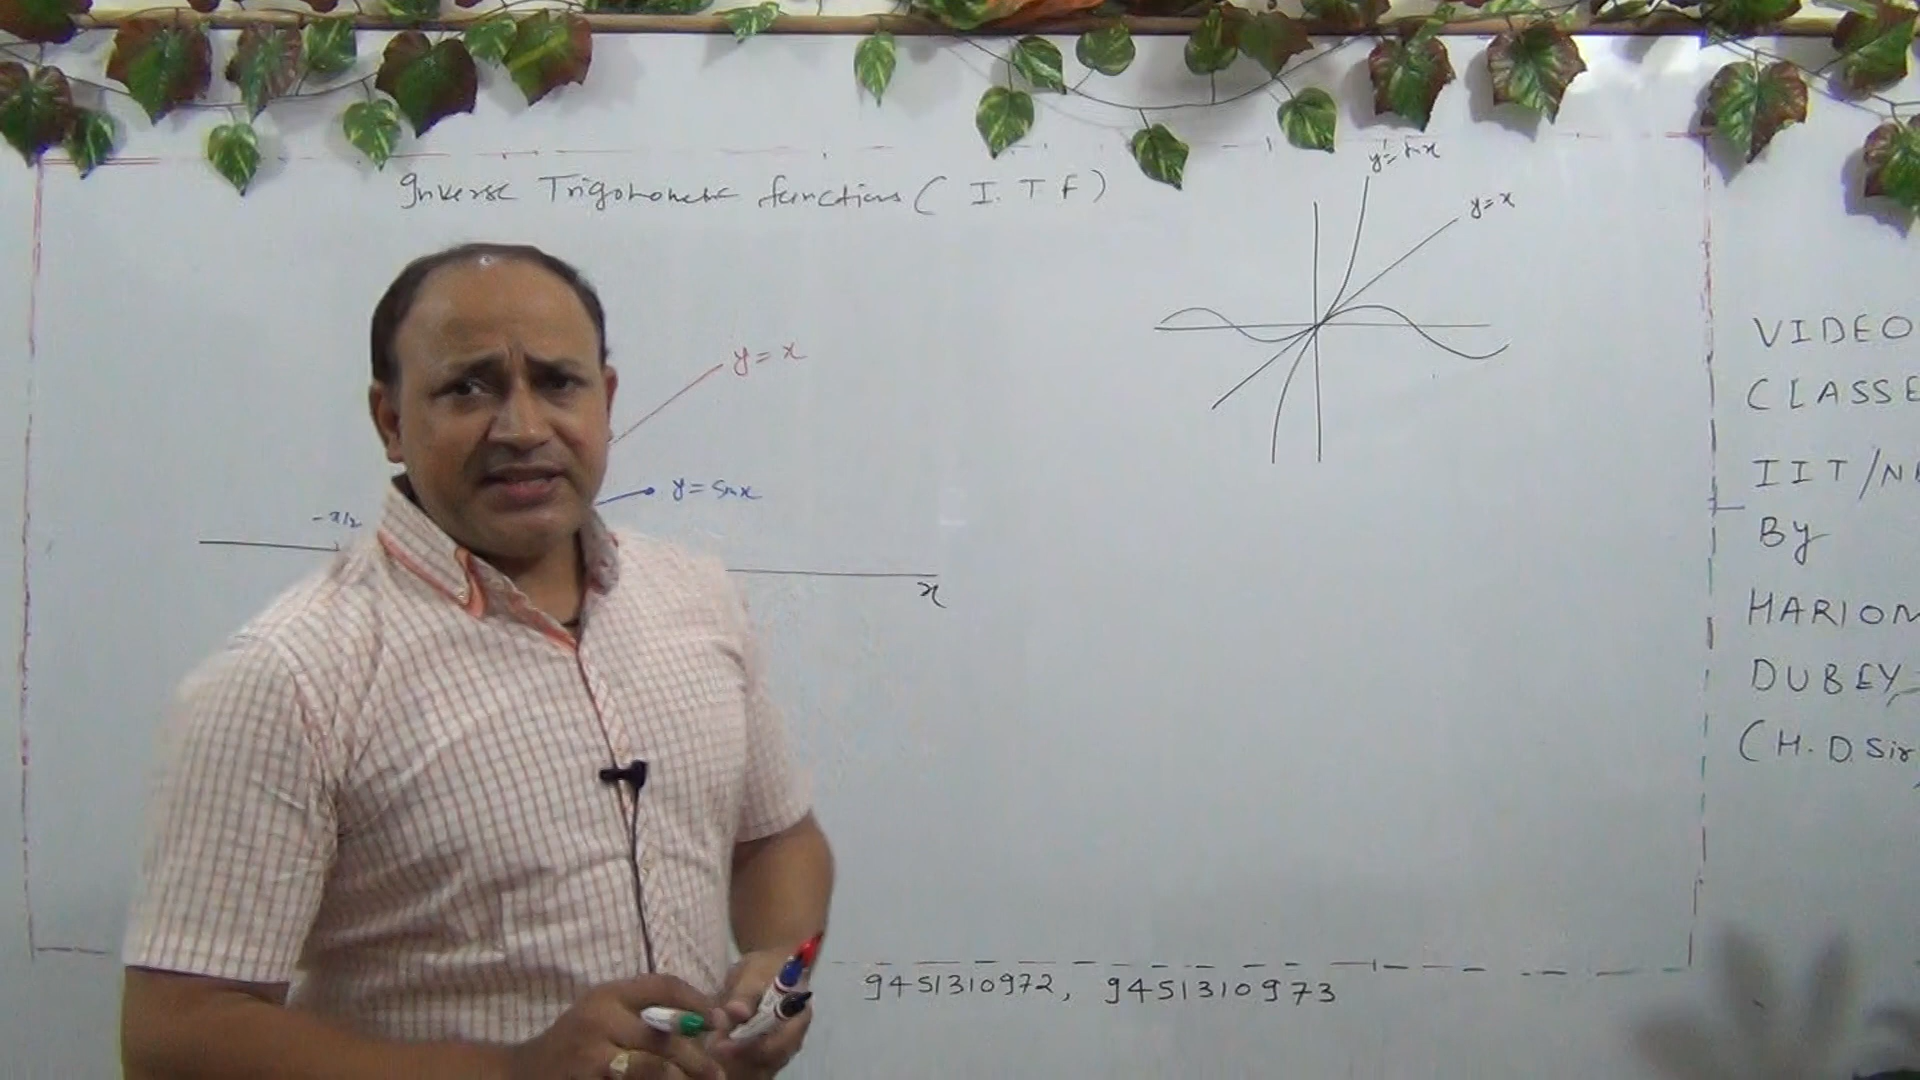 Inverse Trigonometric functions ( I. T F )
y = x
y = x
y = sin x
-π/2
x
VIDEO
CLASSE
IIT/N
By
HARIOM
DUBEY
(H. D. Sir
9451310972, 9451310973